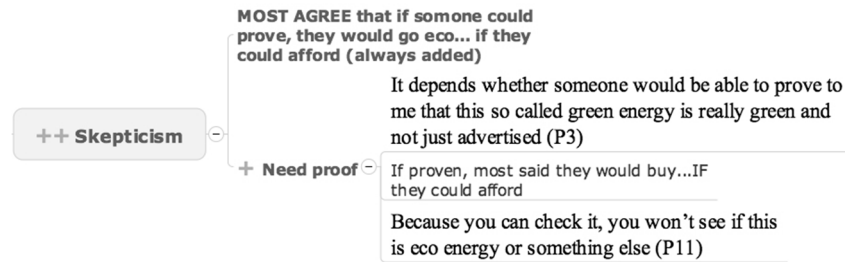 MOST AGREE that if somone could
prove, they would go eco... if they
could afford (always added)
It depends whether someone would be able to prove to
me that this so called green energy is really green and
not just advertised (P3)
++ Skepticism
+ Need proof
If proven, most said they would buy...IF
they could afford
Because you can check it, you won’t see if this
is eco energy or something else (P11)